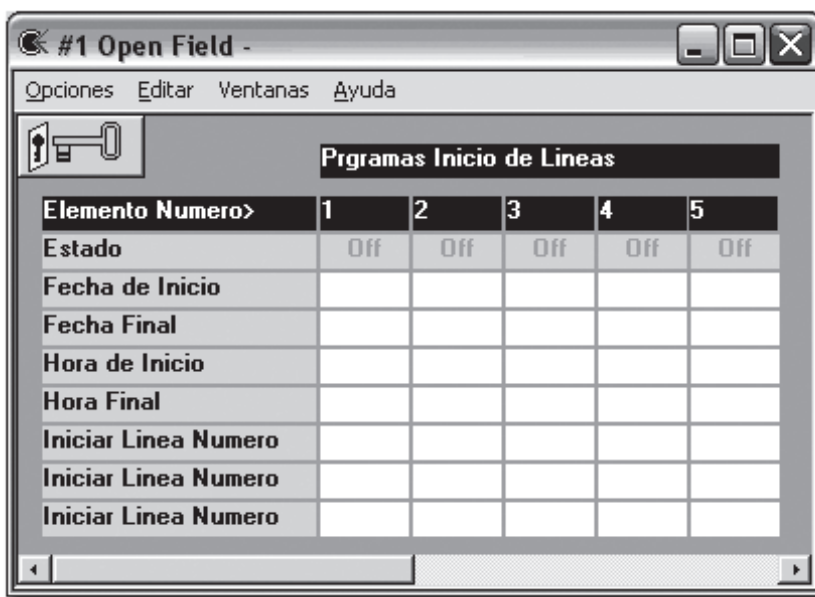 #1 Open Field -
Opciones Editar Ventanas Ayuda
Prgramas Inicio de Lineas
Elemento Numero> 1 2 3 4 5
Estado Off Off Off Off Off
Fecha de Inicio
Fecha Final
Hora de Inicio
Hora Final
Iniciar Linea Numero
Iniciar Linea Numero
Iniciar Linea Numero